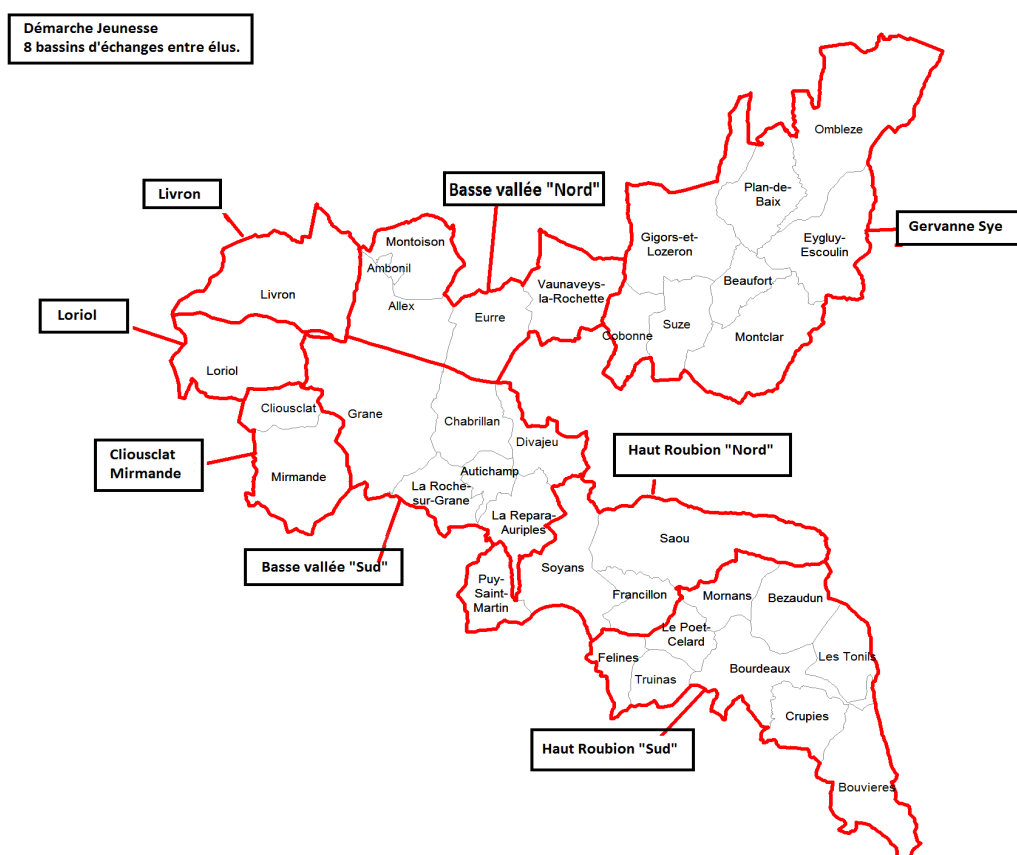 Démarche Jeunesse
8 bassins d'échanges entre élus.
Ombleze
Livron
Basse vallée "Nord"
Plan-de-
Baix
Gervanne Sye
Montoison
Gigors-et-
Lozeron
Eygluy-
Escoulin
Ambonil
Vaunaveys-
la-Rochette
Beaufort
Livron
Allex
Eurre
Suze
Montclar
Cobonne
Loriol
Loriol
Cliousclat
Grane
Chabrillan
Divajeu
Haut Roubion "Nord"
Cliousclat
Mirmande
Mirmande
Autichamp
La Roche-
sur-Grane
La Repara-
Auriples
Saou
Basse vallée "Sud"
Soyans
Puy-
Saint-
Martin
Francillon
Mornans
Bezaudun
Le Poet-
Celard
Felines
Truinas
Bourdeaux
Les Tonils
Crupies
Haut Roubion "Sud"
Bouvieres